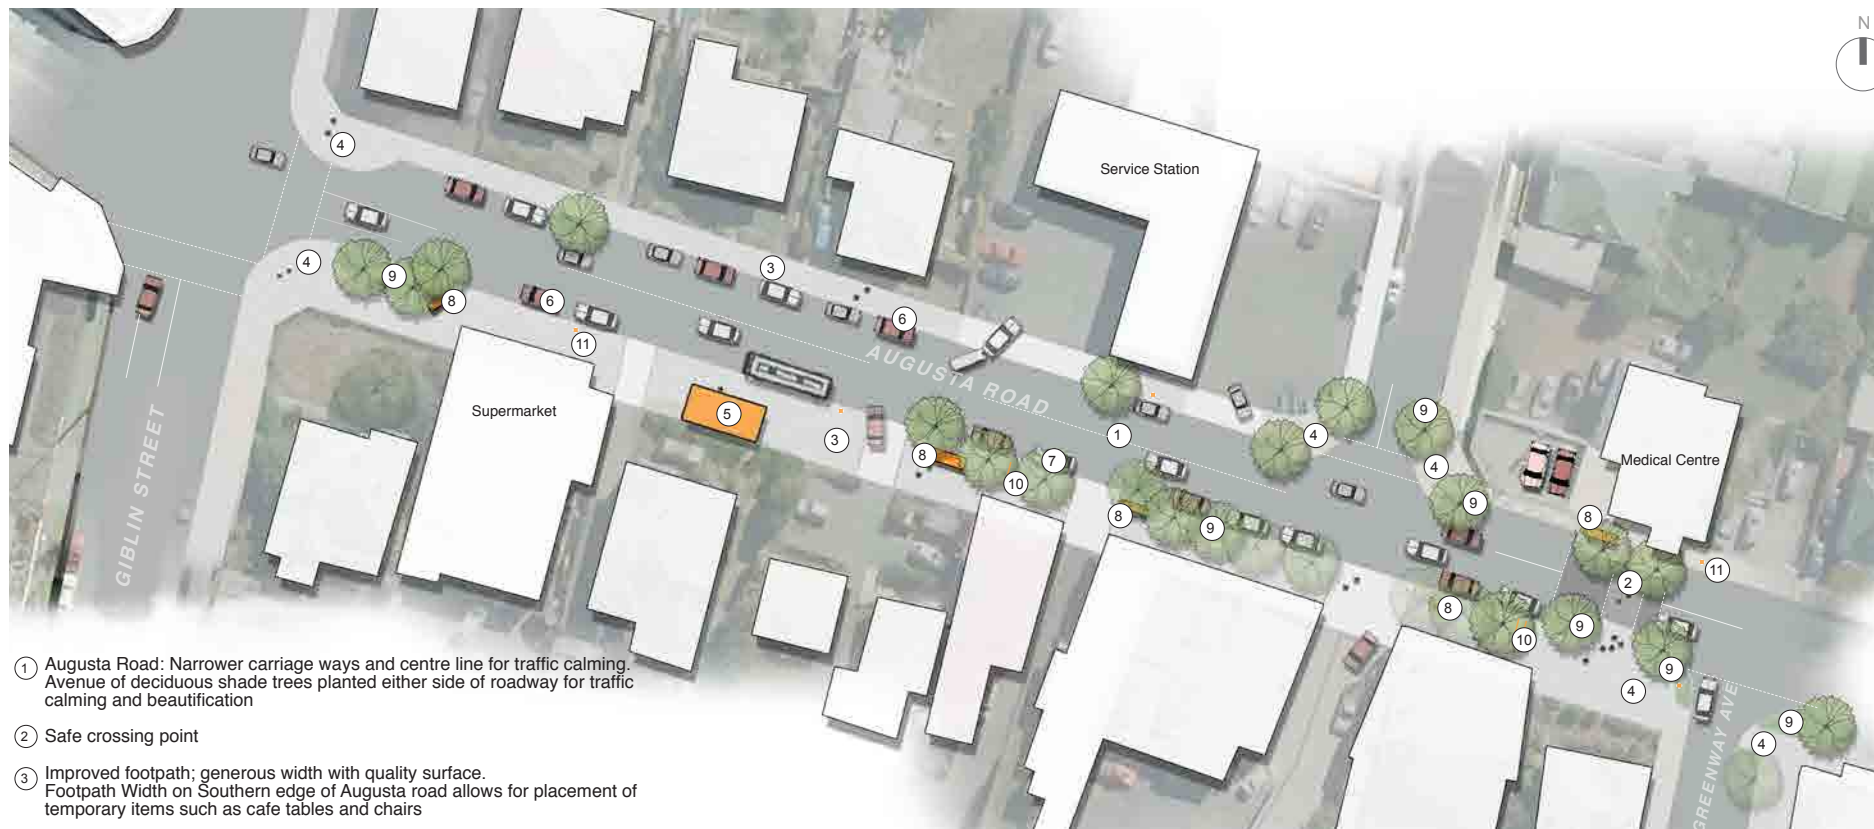 N
4
Service Station
4
9
8
6
3
6
11
AUGUSTA ROAD
Supermarket
5
3
8
10
7
1
4
9
4
9
Medical Centre
8
9
8
2
11
8
10
9
4
9
9
4
GIBLIN STREET
GREENWAY AVE
1 Augusta Road: Narrower carriage ways and centre line for traffic calming.
Avenue of deciduous shade trees planted either side of roadway for traffic
calming and beautification
2 Safe crossing point
3 Improved footpath; generous width with quality surface.
Footpath Width on Southern edge of Augusta road allows for placement of
temporary items such as cafe tables and chairs